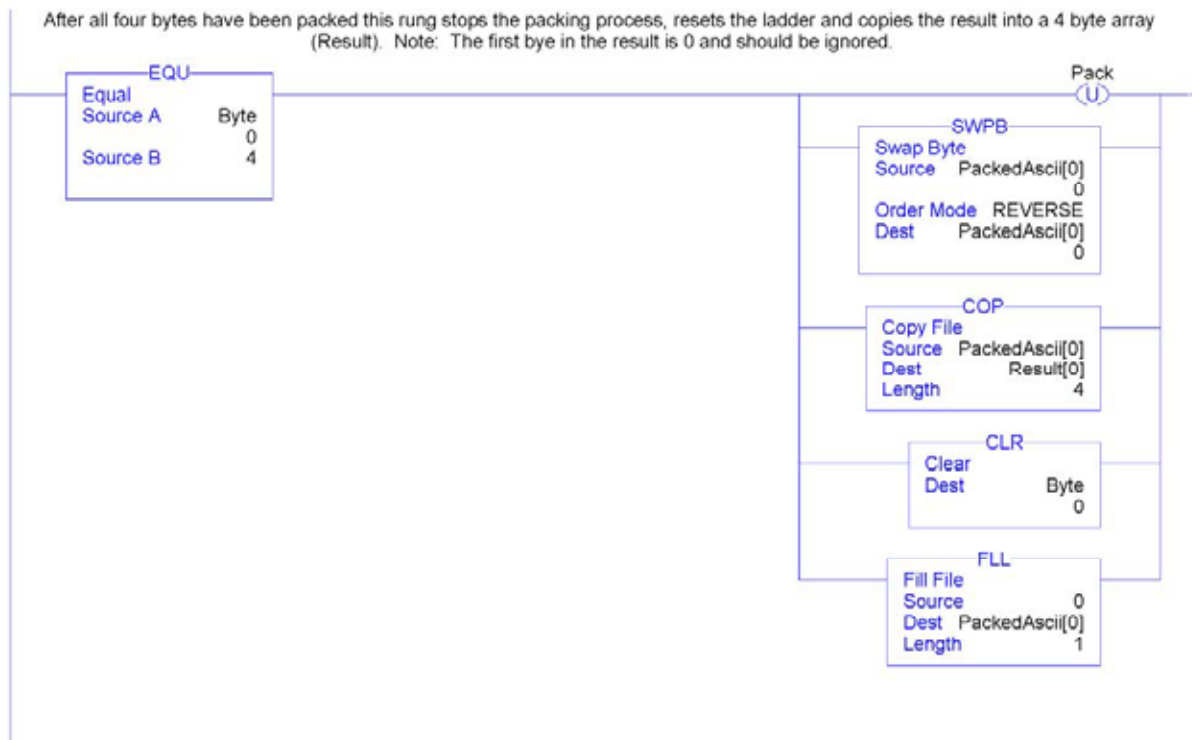 After all four bytes have been packed this rung stops the packing process, resets the ladder and copies the result into a 4 byte array
(Result). Note: The first bye in the result is 0 and should be ignored.
EQU
Equal
Source A Byte
0
Source B 4
Pack
U
SWPB
Swap Byte
Source PackedAscii[0]
0
Order Mode REVERSE
Dest PackedAscii[0]
0
COP
Copy File
Source PackedAscii[0]
Dest Result[0]
Length 4
CLR
Clear
Dest Byte
0
FLL
Fill File
Source 0
Dest PackedAscii[0]
Length 1